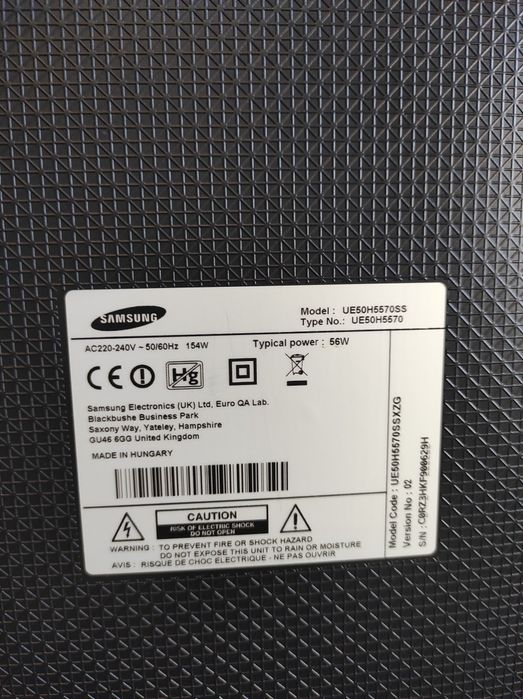 SAMSUNG
Model : UE50H5570SS
Type No.: UE50H5570
AC220-240V ~ 50/60Hz 154W
Typical power : 56W
CE
Hg
Samsung Electronics (UK) Ltd, Euro QA Lab.
Blackbushe Business Park
Saxony Way, Yateley, Hampshire
GU46 6GG United Kingdom
MADE IN HUNGARY
CAUTION
RISK OF ELECTRIC SHOCK
DO NOT OPEN
WARNING : TO PREVENT FIRE OR SHOCK HAZARD
DO NOT EXPOSE THIS UNIT TO RAIN OR MOISTURE
AVIS : RISQUE DE CHOC ELECTRIQUE - NE PAS OUVRIR
Model Code : UE50H5570SSXZG
Version No : 02
S/N :